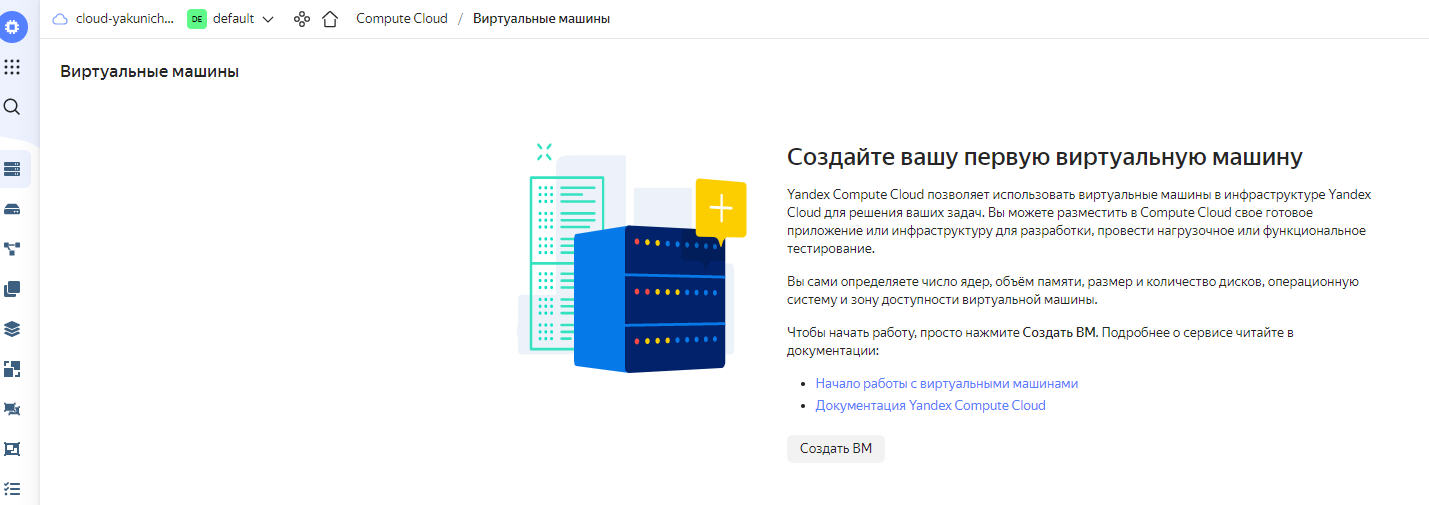 cloud-yakunich... DE default Compute Cloud / Виртуальные машины
Виртуальные машины
Создайте вашу первую виртуальную машину
Yandex Compute Cloud позволяет использовать виртуальные машины в инфраструктуре Yandex
Cloud для решения ваших задач. Вы можете разместить в Compute Cloud свое готовое
приложение или инфраструктуру для разработки, провести нагрузочное или функциональное
тестирование.
Вы сами определяете число ядер, объём памяти, размер и количество дисков, операционную
систему и зону доступности виртуальной машины.
Чтобы начать работу, просто нажмите Создать ВМ. Подробнее о сервисе читайте в
документации:
• Начало работы с виртуальными машинами
• Документация Yandex Compute Cloud
Создать ВМ